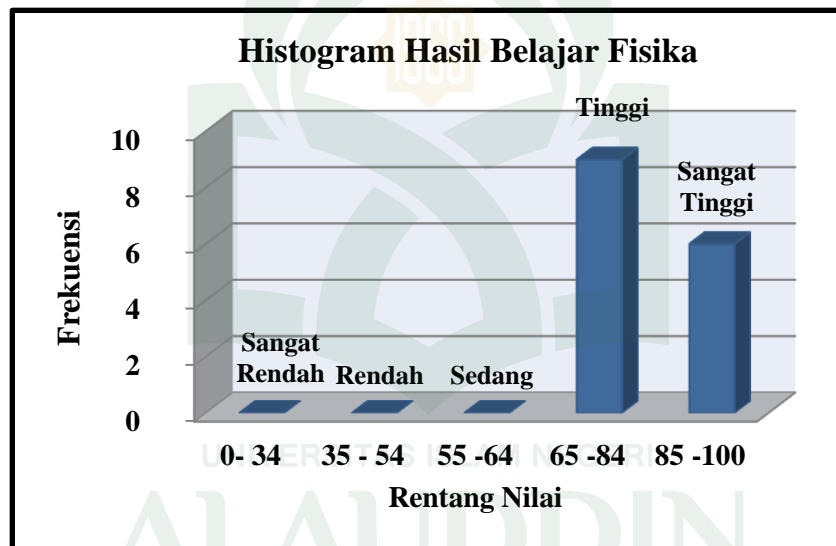 Histogram Hasil Belajar Fisika
Frekuensi
10
8
6
4
2
0
Sangat
Rendah
Rendah
Sedang
Tinggi
Sangat
Tinggi
0- 34
35 - 54
55 -64
65 -84
85 -100
Rentang Nilai
UNIVERSITAS ISLAM NEGERI
ALAUDDIN